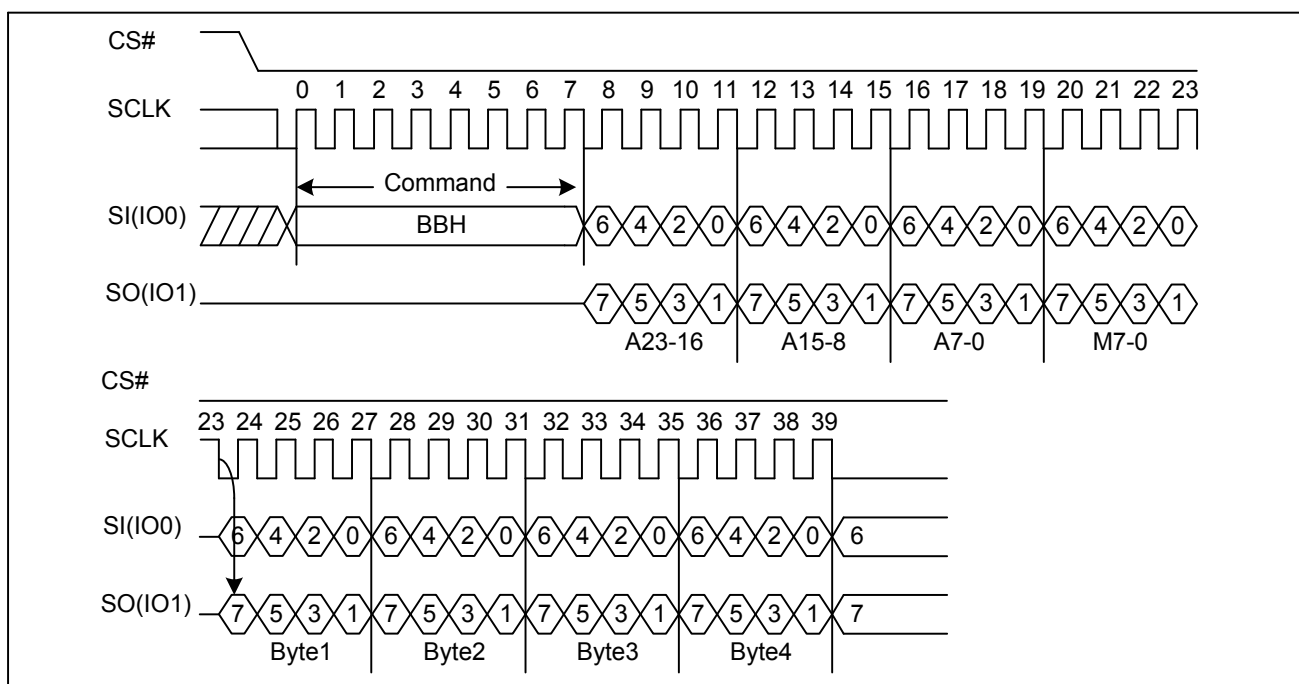 CS#
0 1 2 3 4 5 6 7 8 9 10 11 12 13 14 15 16 17 18 19 20 21 22 23
SCLK
Command
SI(IO0) BBH 6 4 2 0 6 4 2 0 6 4 2 0 6 4 2 0
SO(IO1) 7 5 3 1 7 5 3 1 7 5 3 1 7 5 3 1
A23-16 A15-8 A7-0 M7-0
CS#
23 24 25 26 27 28 29 30 31 32 33 34 35 36 37 38 39
SCLK
SI(IO0) 6 4 2 0 6 4 2 0 6 4 2 0 6 4 2 0 6
SO(IO1) 7 5 3 1 7 5 3 1 7 5 3 1 7 5 3 1 7
Byte1 Byte2 Byte3 Byte4